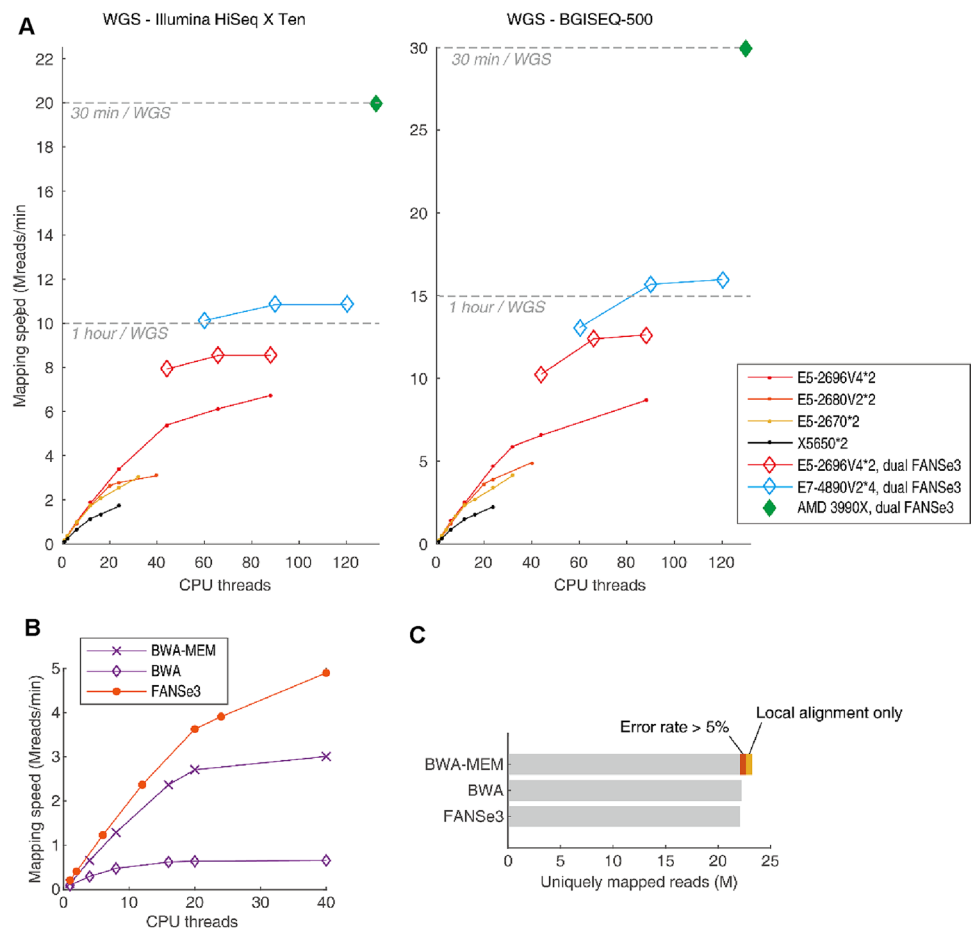 A
WGS - Illumina HiSeq X Ten
22
20
18
16
14
12
10
8
6
4
2
0
30 min / WGS
1 hour / WGS
Mapping speed (Mreads/min
0 20 40 60 80 100 120
CPU threads
WGS - BGISEQ-500
30
25
20
15
10
5
0
30 min / WGS
1 hour / WGS
0 20 40 60 80 100 120
CPU threads
E5-2696V4*2
E5-2680V2*2
E5-2670*2
X5650*2
E5-2696V4*2, dual FANSe3
E7-4890V2*4, dual FANSe3
AMD 3990X, dual FANSe3
B
BWA-MEM
BWA
FANSe3
5
4
3
2
1
0
Mapping speed (Mreads/min)
0 10 20 30 40
CPU threads
C
Error rate > 5%
Local alignment only
BWA-MEM
BWA
FANSe3
0 5 10 15 20 25
Uniquely mapped reads (M)